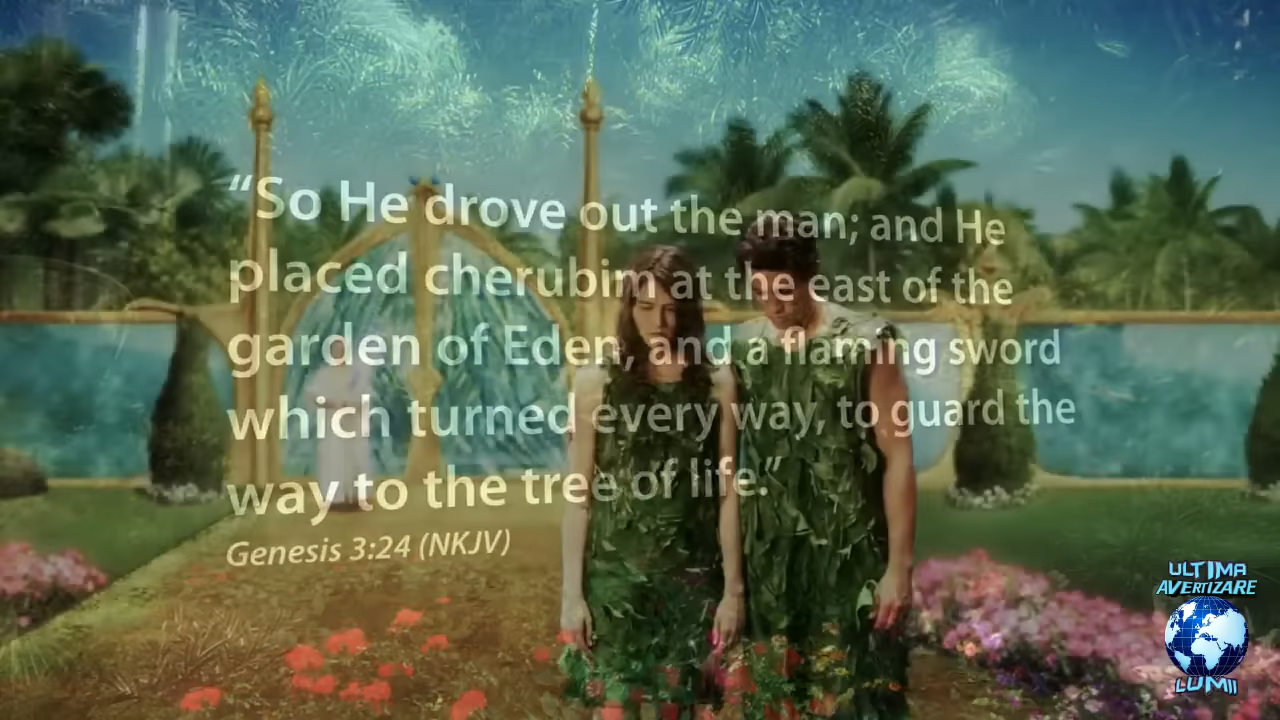 “So He drove out the man; and He
placed cherubim at the east of the
garden of Eden, and a flaming sword
which turned every way, to guard the
way to the tree of life.”
Genesis 3:24 (NKJV)
ULTIMA
AVERTIZARE
LUMII